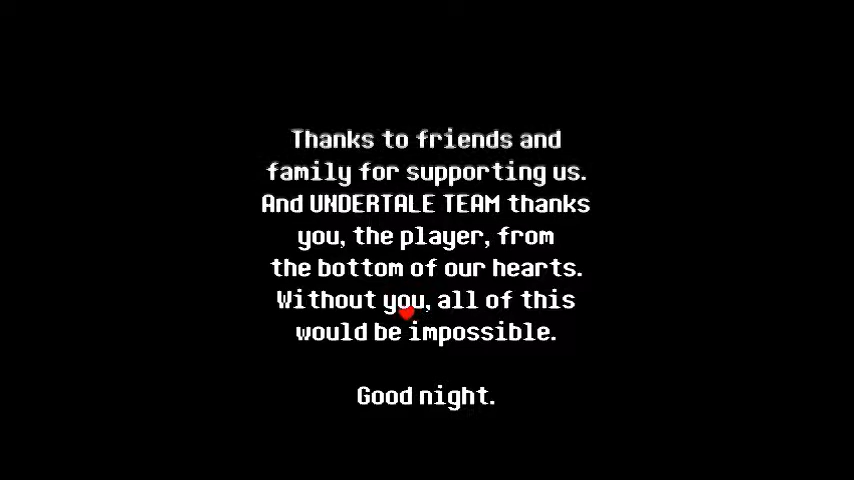 Thanks to friends and
family for supporting us.
And UNDERTALE TEAM thanks
you, the player, from
the bottom of our hearts.
Without you, all of this
would be impossible.
Good night.